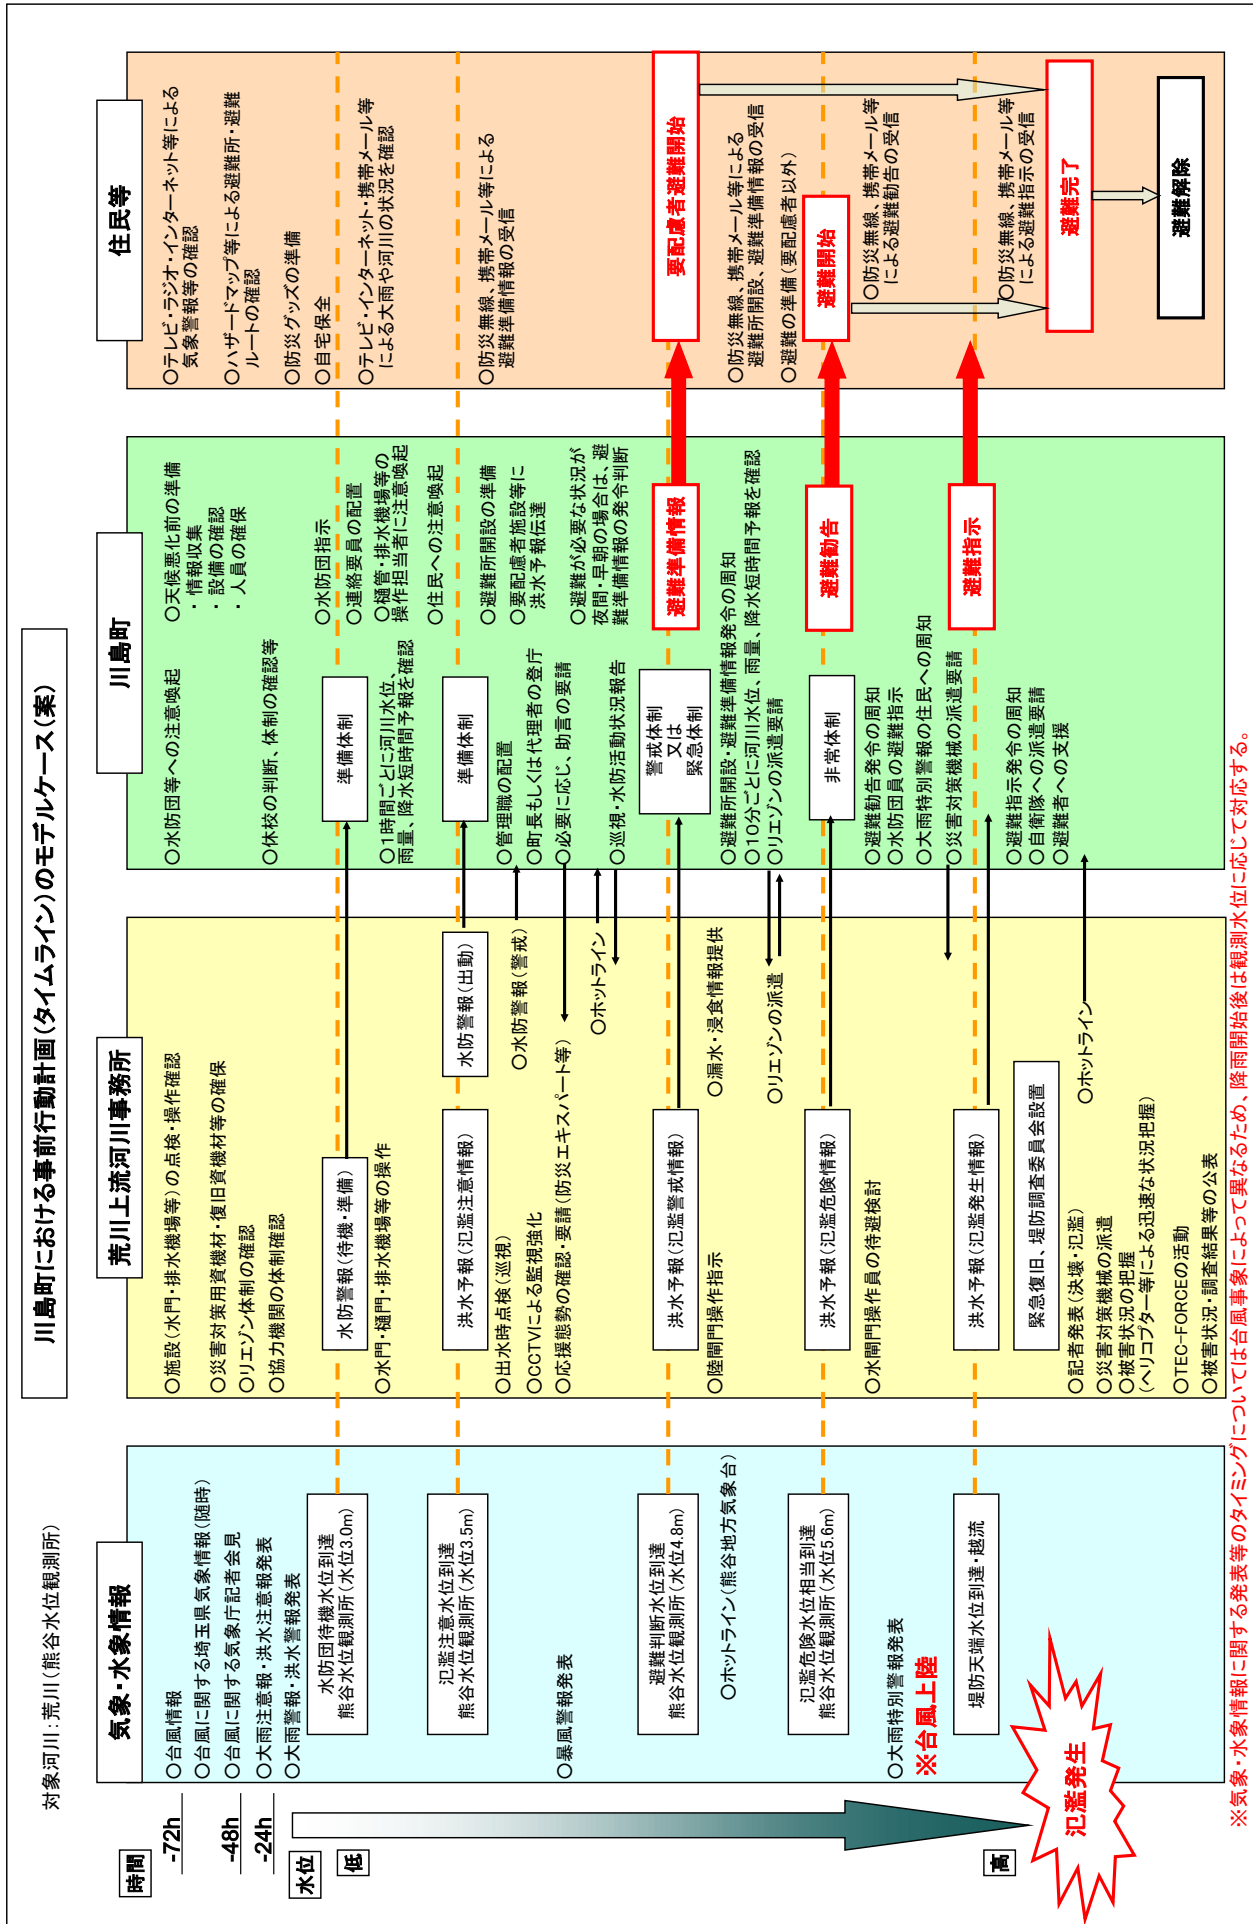 川島町における事前行動計画(タイムライン)のモデルケース(案)
対象河川:荒川(熊谷水位観測所)
時間
-72h
-48h
-24h
水位
低
高
気象・水象情報
○台風情報
○台風に関する埼玉県気象情報(随時)
○台風に関する気象庁記者会見
○大雨注意報・洪水注意報発表
○大雨警報・洪水警報発表
水防団待機水位到達
熊谷水位観測所(水位3.0m)
氾濫注意水位到達
熊谷水位観測所(水位3.5m)
○暴風警報発表
避難判断水位到達
熊谷水位観測所(水位4.8m)
○ホットライン(熊谷地方気象台)
氾濫危険水位相当到達
熊谷水位観測所(水位5.6m)
○大雨特別警報発表
※台風上陸
堤防天端水位到達・越流
氾濫発生
荒川上流河川事務所
○施設(水門・排水機場等)の点検・操作確認
○災害対策用資機材・復旧資機材等の確保
○リエゾン体制の確認
○協力機関の体制確認
水防警報(待機・準備)
○水門・樋門・排水機場等の操作
洪水予報(氾濫注意情報)
水防警報(出動)
○出水時点検(巡視)
○水防警報(警戒)
○CCTVによる監視強化
○応援態勢の確認・要請(防災エキスパート等)
○ホットライン
洪水予報(氾濫警戒情報)
○陸閘門操作指示
○漏水・浸食情報提供
○リエゾンの派遣
洪水予報(氾濫危険情報)
○水閘門操作員の待避検討
洪水予報(氾濫発生情報)
緊急復旧、堤防調査委員会設置
○ホットライン
○記者発表(決壊・氾濫)
○災害対策機械の派遣
○被害状況の把握
(ヘリコプター等による迅速な状況把握)
○TEC-FORCEの活動
○被害状況・調査結果等の公表
川島町
○水防団等への注意喚起
○天候悪化前の準備
・情報収集
・設備の確認
・人員の確保
○休校の判断、体制の確認等
○水防団指示
準備体制
○連絡要員の配置
○1時間ごとに河川水位、
雨量、降水短時間予報を確認
○樋管・排水機場等の
操作担当者に注意喚起
○住民への注意喚起
準備体制
○管理職の配置
○避難所開設の準備
○町長もしくは代理者の登庁
○要配慮者施設等に
洪水予報伝達
○必要に応じ、助言の要請
○避難が必要な状況が
夜間・早朝の場合は、避
難準備情報の発令判断
○巡視・水防活動状況報告
警戒体制
又は
緊急体制
避難準備情報
○避難所開設・避難準備情報発令の周知
○10分ごとに河川水位、雨量、降水短時間予報を確認
○リエゾンの派遣要請
非常体制
避難勧告
○避難勧告発令の周知
○水防団員の避難指示
○大雨特別警報の住民への周知
○災害対策機械の派遣要請
避難指示
○避難指示発令の周知
○自衛隊への派遣要請
○避難者への支援
住民等
○テレビ・ラジオ・インターネット等による
気象警報等の確認
○ハザードマップ等による避難所・避難
ルートの確認
○防災グッズの準備
○自宅保全
○テレビ・インターネット・携帯メール等
による大雨や河川の状況を確認
○防災無線、携帯メール等による
避難準備情報の受信
要配慮者避難開始
○防災無線、携帯メール等による
避難所開設、避難準備情報の受信
○避難の準備(要配慮者以外)
避難開始
○防災無線、携帯メール等
による避難勧告の受信
○防災無線、携帯メール等
による避難指示の受信
避難完了
避難解除
※気象・水象情報に関する発表等のタイミングについては台風事象によって異なるため、降雨開始後は観測水位に応じて対応する。